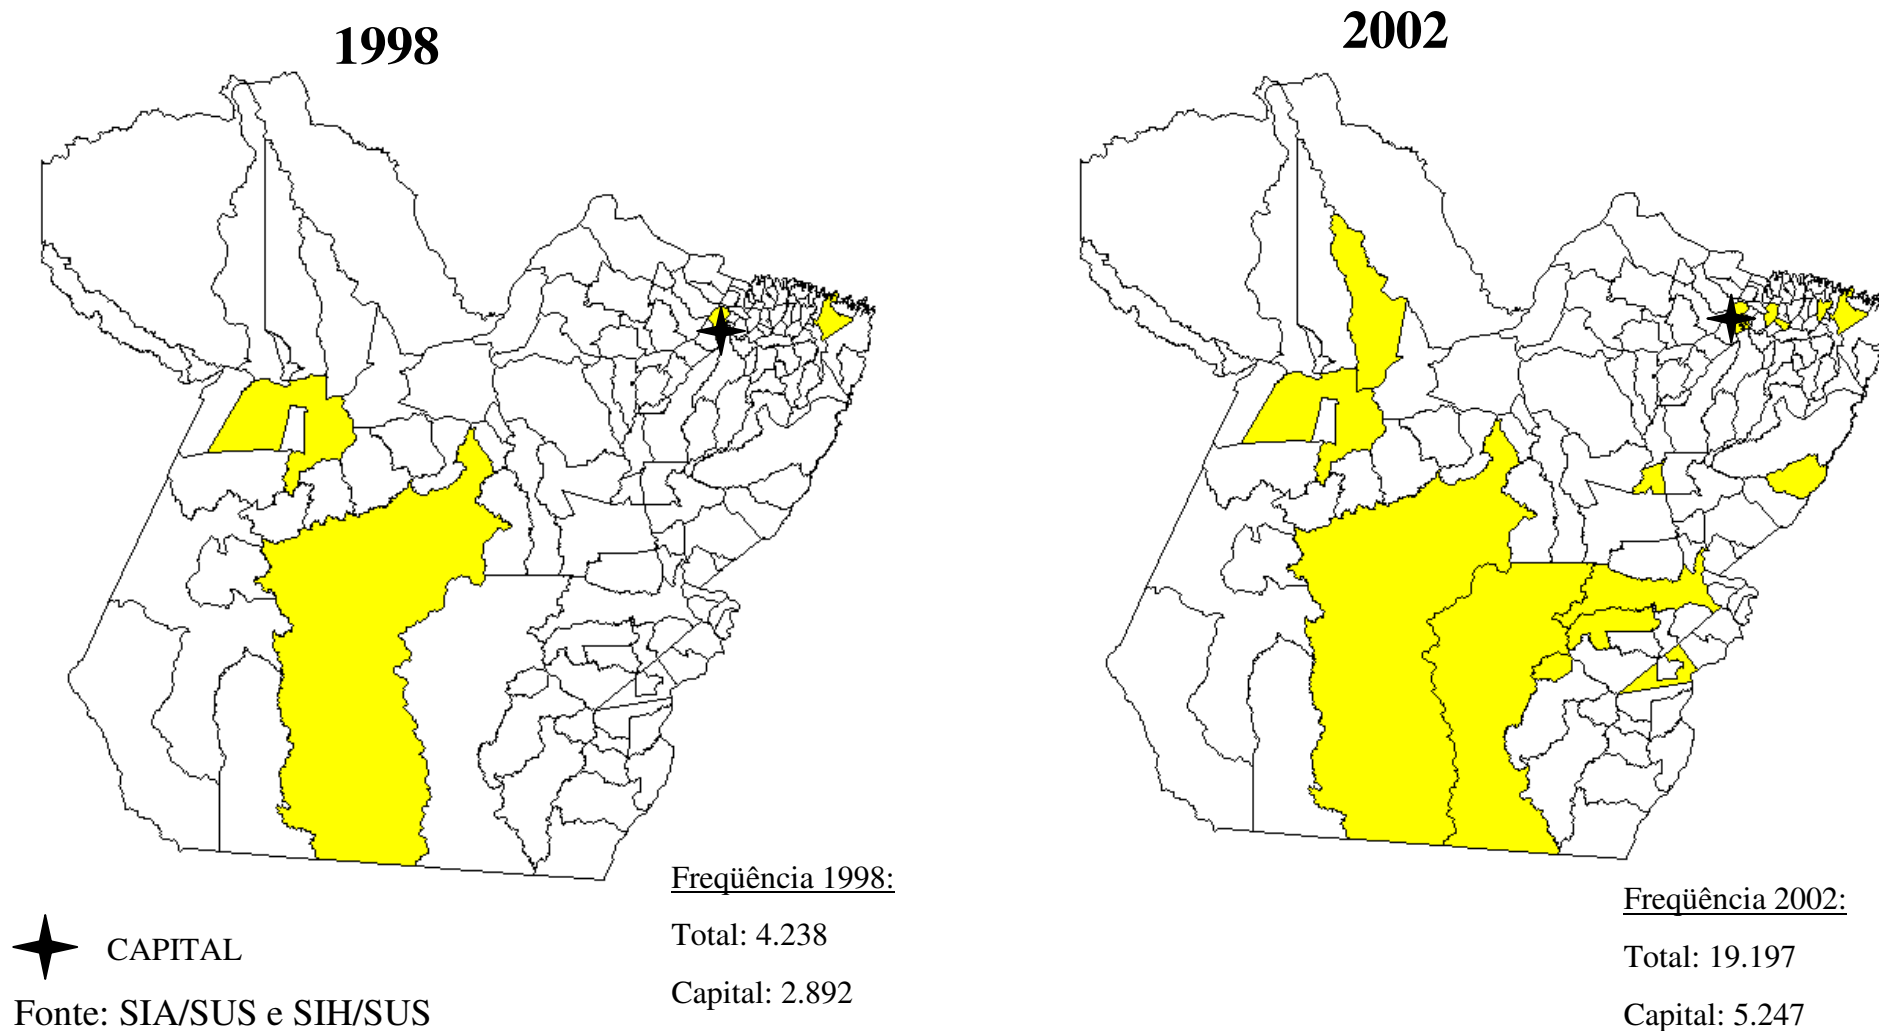 1998
2002
Freqüência 1998:
Total: 4.238
Capital: 2.892
CAPITAL
Fonte: SIA/SUS e SIH/SUS
Freqüência 2002:
Total: 19.197
Capital: 5.247